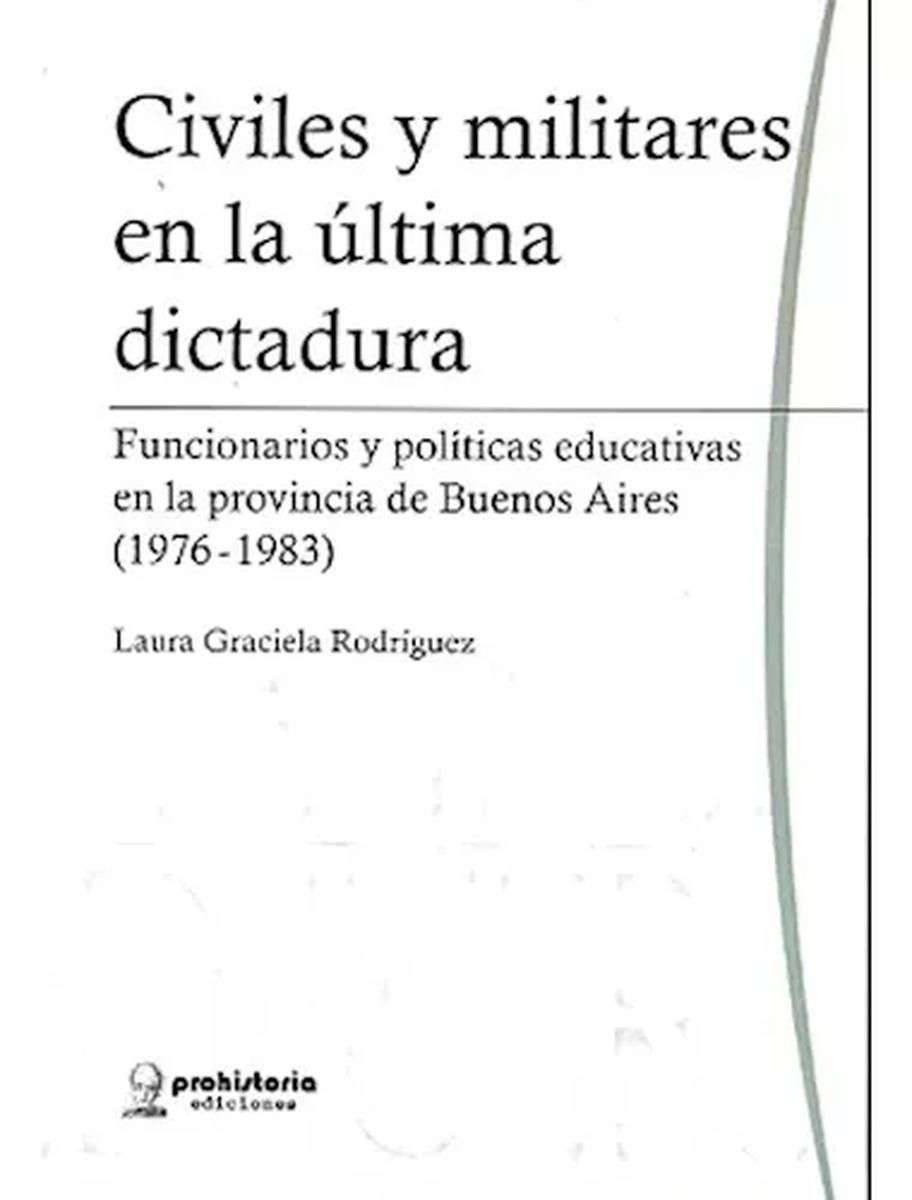 Civiles y militares
en la última
dictadura
Funcionarios y políticas educativas
en la provincia de Buenos Aires
(1976-1983)
Laura Graciela Rodríguez
prohistoria
ediciones